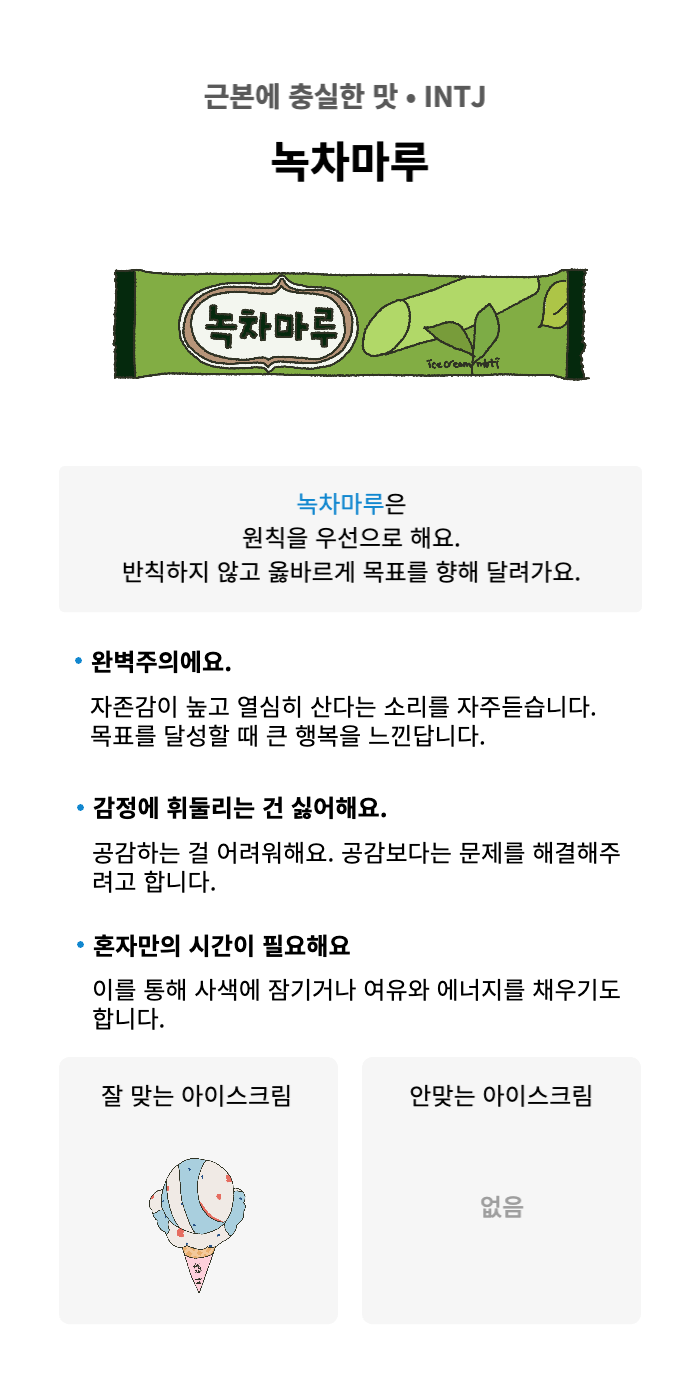 근본에 충실한 맛 • INTJ
녹차마루
녹차마루
icecream mbti
녹차마루은
원칙을 우선으로 해요.
반칙하지 않고 옳바르게 목표를 향해 달려가요.
• 완벽주의에요.
자존감이 높고 열심히 산다는 소리를 자주듣습니다.
목표를 달성할 때 큰 행복을 느낀답니다.
• 감정에 휘둘리는 건 싫어해요.
공감하는 걸 어려워해요. 공감보다는 문제를 해결해주
려고 합니다.
• 혼자만의 시간이 필요해요
이를 통해 사색에 잠기거나 여유와 에너지를 채우기도
합니다.
잘 맞는 아이스크림
안맞는 아이스크림
없음